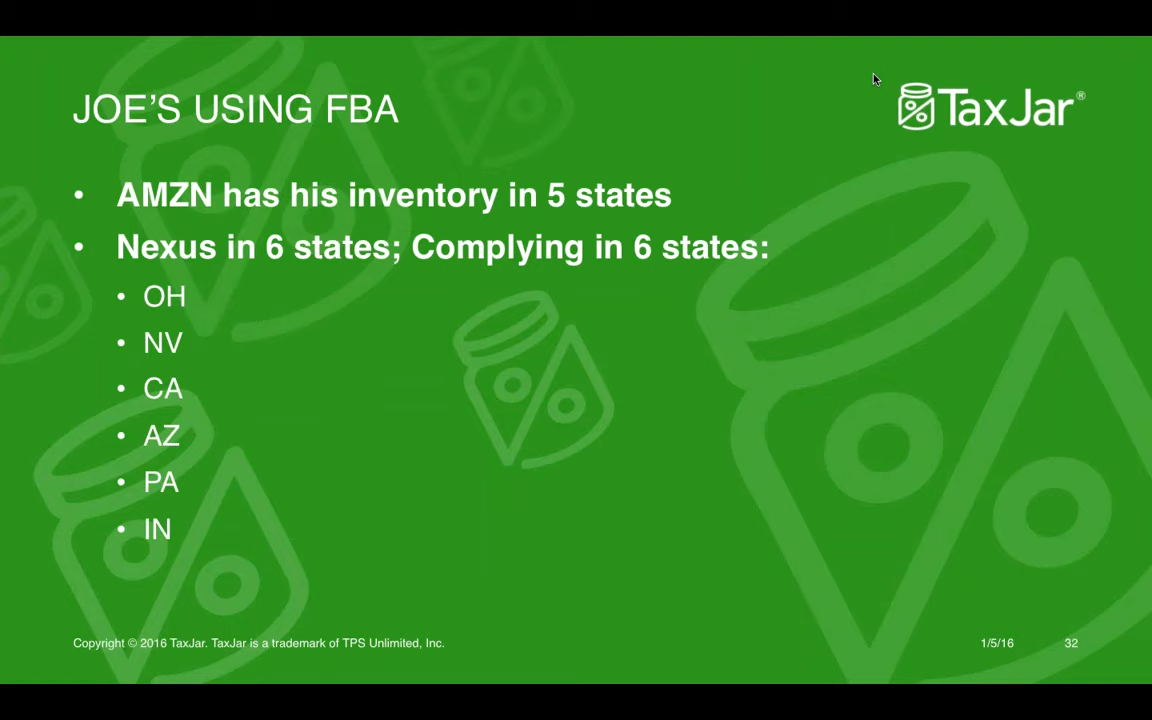 JOE'S USING FBA
TaxJar®
• AMZN has his inventory in 5 states
• Nexus in 6 states; Complying in 6 states:
• OH
• NV
• CA
• AZ
• PA
• IN
Copyright © 2016 TaxJar. TaxJar is a trademark of TPS Unlimited, Inc.
1/5/16
32